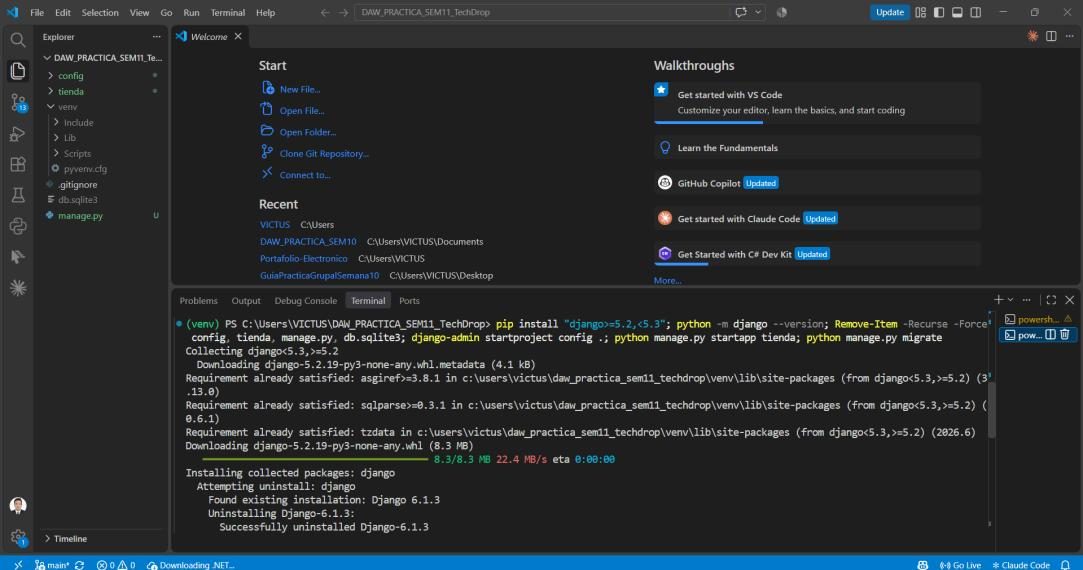 File Edit Selection View Go Run Terminal Help
DAW_PRACTICA_SEM11_TechDrop
Update
Explorer
DAW_PRACTICA_SEM11_Te...
config
tienda
venv
Include
Lib
Scripts
pyvenv.cfg
.gitignore
db.sqlite3
manage.py U
Timeline
13
1
Welcome
Start
New File...
Open File...
Open Folder...
Clone Git Repository...
Connect to...
Recent
VICTUS C:\Users
DAW_PRACTICA_SEM10 C:\Users\VICTUS\Documents
Portafolio-Electronico C:\Users\VICTUS
GuiaPracticaGrupalSemana10 C:\Users\VICTUS\Desktop
Walkthroughs
Get started with VS Code
Customize your editor, learn the basics, and start coding
Learn the Fundamentals
GitHub Copilot Updated
Get started with Claude Code Updated
Get Started with C# Dev Kit Updated
More...
Problems Output Debug Console Terminal Ports
powersh...
pow...
(venv) PS C:\Users\VICTUS\DAW_PRACTICA_SEM11_TechDrop> pip install "django>=5.2,<5.3"; python -m django --version; Remove-Item -Recurse -Force
config, tienda, manage.py, db.sqlite3; django-admin startproject config .; python manage.py startapp tienda; python manage.py migrate
Collecting django<5.3,>=5.2
Downloading django-5.2.19-py3-none-any.whl.metadata (4.1 kB)
Requirement already satisfied: asgiref>=3.8.1 in c:\users\victus\daw_practica_sem11_techdrop\venv\lib\site-packages (from django<5.3,>=5.2) (3
.13.0)
Requirement already satisfied: sqlparse>=0.3.1 in c:\users\victus\daw_practica_sem11_techdrop\venv\lib\site-packages (from django<5.3,>=5.2) (
0.6.1)
Requirement already satisfied: tzdata in c:\users\victus\daw_practica_sem11_techdrop\venv\lib\site-packages (from django<5.3,>=5.2) (2026.6)
Downloading django-5.2.19-py3-none-any.whl (8.3 MB)
8.3/8.3 MB 22.4 MB/s eta 0:00:00
Installing collected packages: django
Attempting uninstall: django
Found existing installation: Django 6.1.3
Uninstalling Django-6.1.3:
Successfully uninstalled Django-6.1.3
main* 0 0 Downloading .NET...
Go Live Claude Code